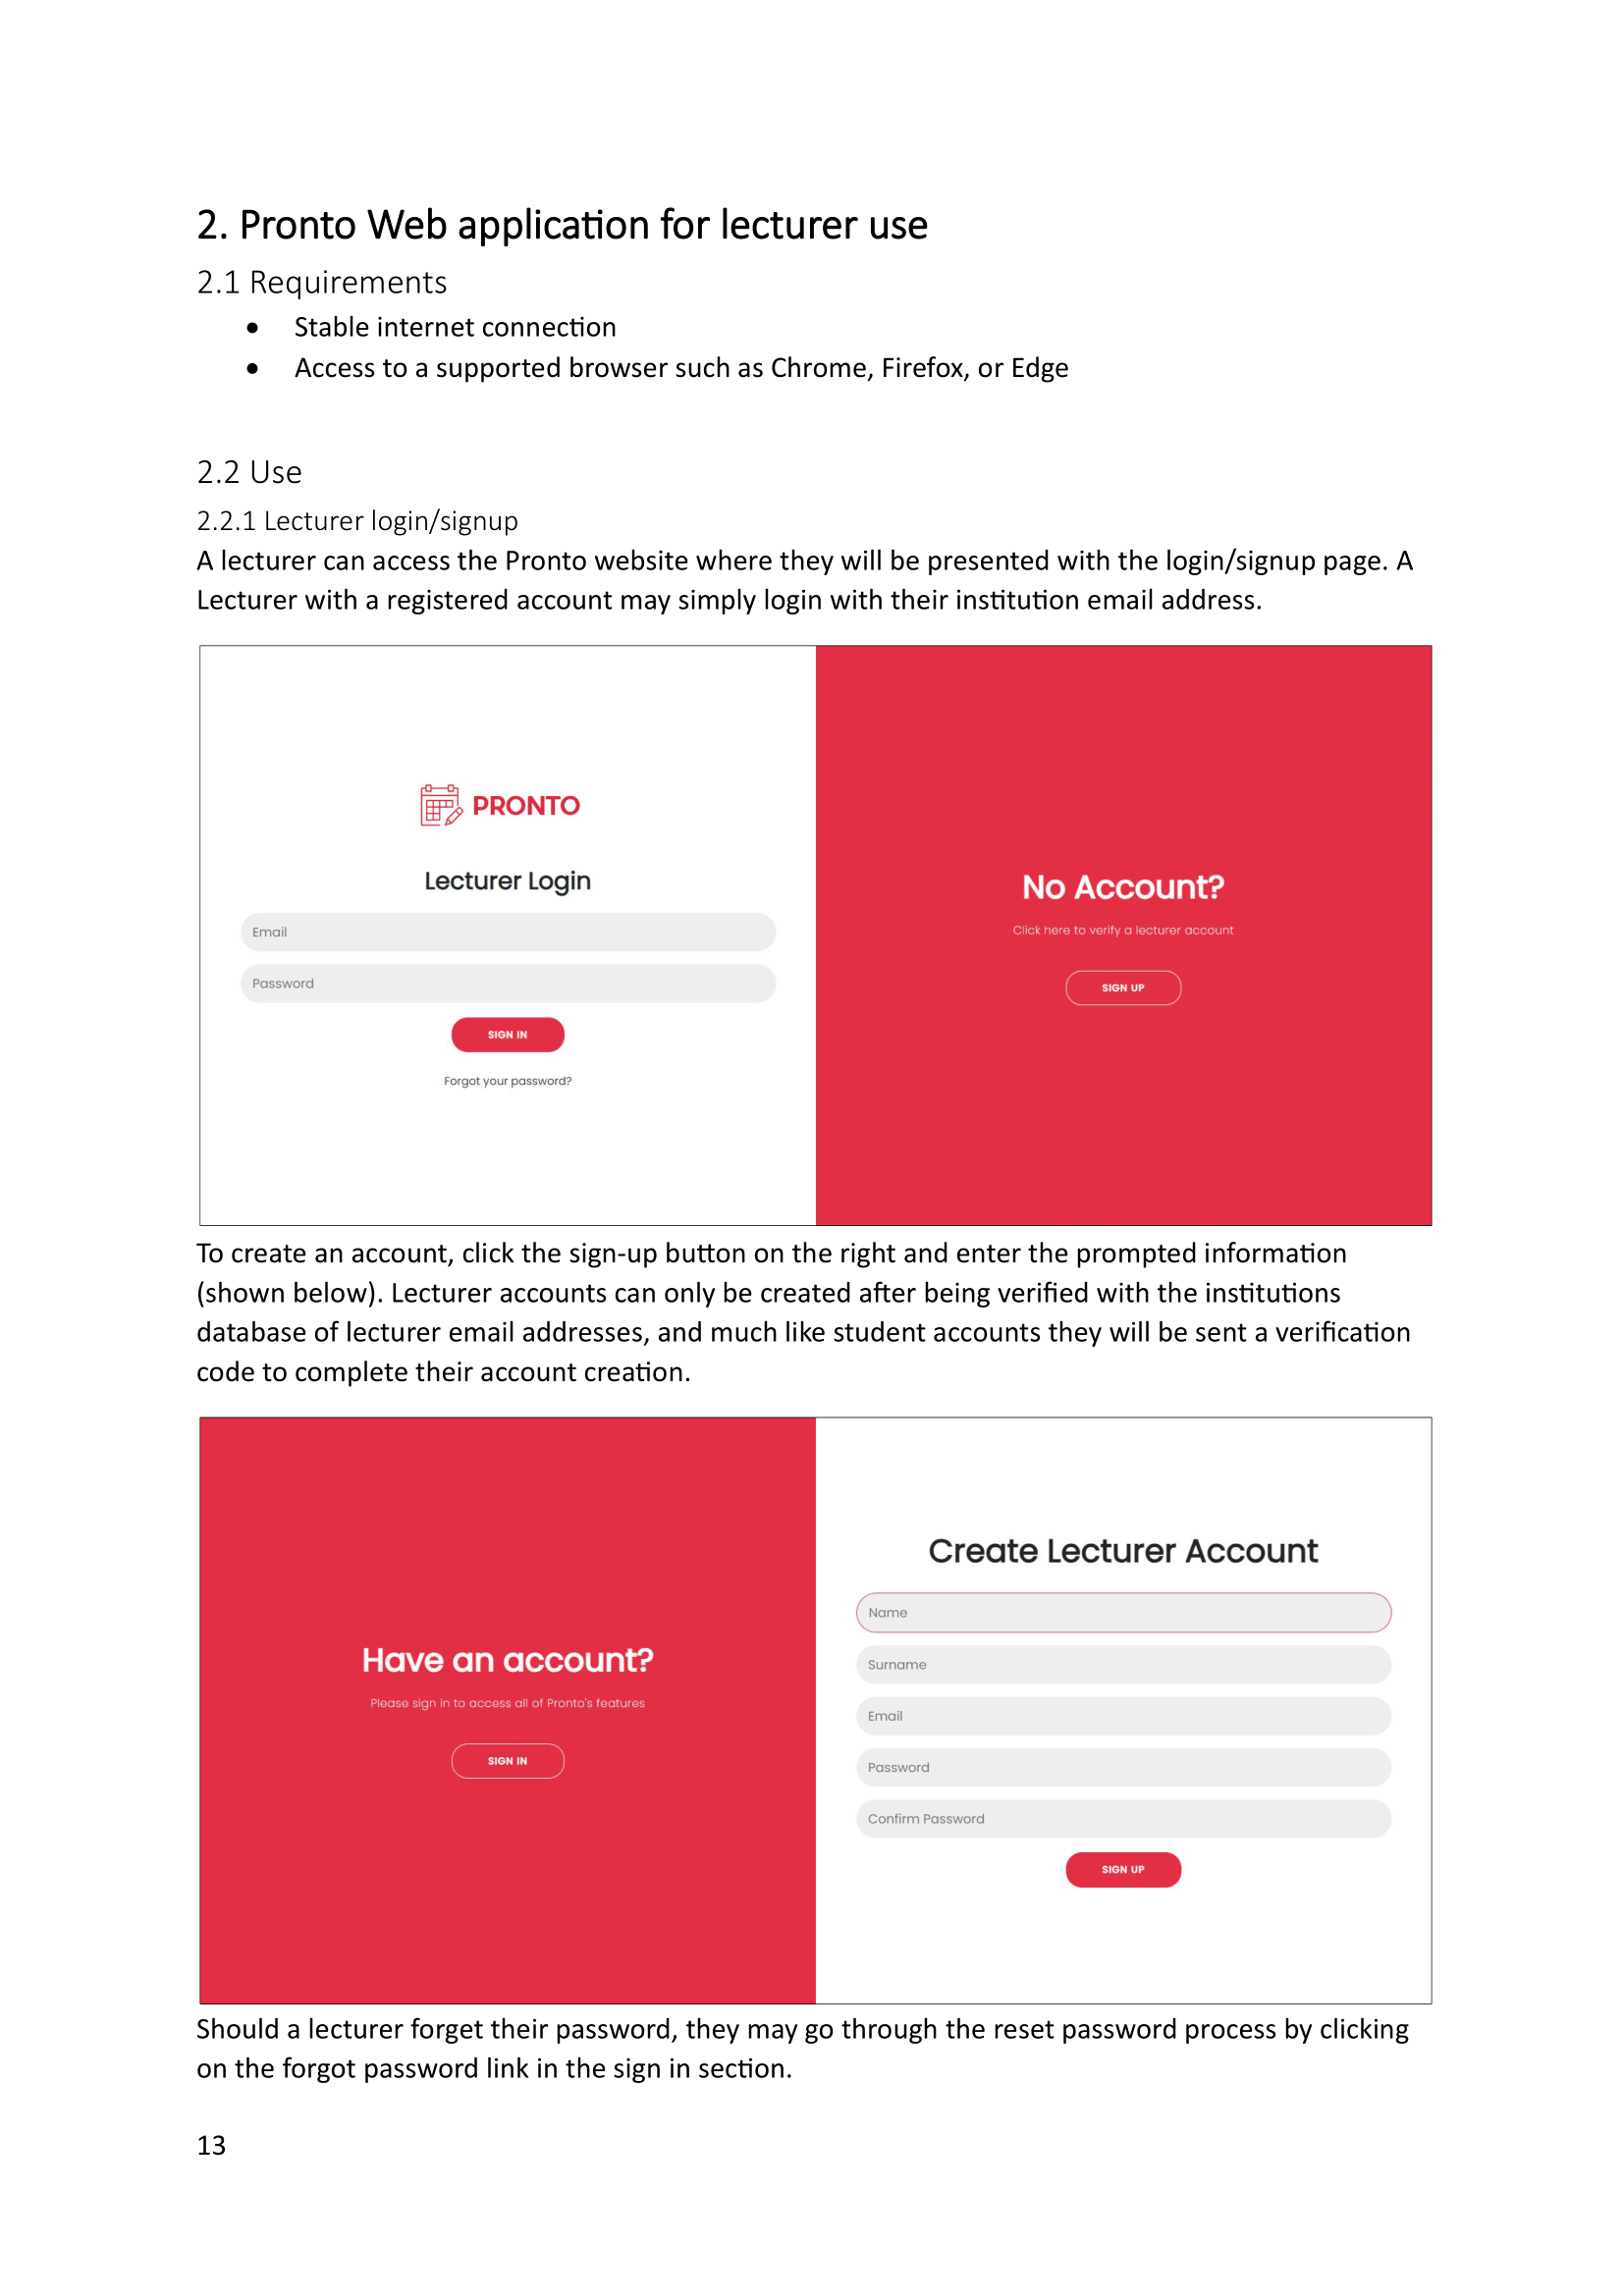 2. Pronto Web application for lecturer use
2.1 Requirements
• Stable internet connection
• Access to a supported browser such as Chrome, Firefox, or Edge
2.2 Use
2.2.1 Lecturer login/signup
A lecturer can access the Pronto website where they will be presented with the login/signup page. A
Lecturer with a registered account may simply login with their institution email address.
PRONTO
Lecturer Login
Email
Password
SIGN IN
Forgot your password?
No Account?
Click here to verify a lecturer account
SIGN UP
To create an account, click the sign-up button on the right and enter the prompted information
(shown below). Lecturer accounts can only be created after being verified with the institutions
database of lecturer email addresses, and much like student accounts they will be sent a verification
code to complete their account creation.
Have an account?
Please sign in to access all of Pronto's features
SIGN IN
Create Lecturer Account
Name
Surname
Email
Password
Confirm Password
SIGN UP
Should a lecturer forget their password, they may go through the reset password process by clicking
on the forgot password link in the sign in section.
13